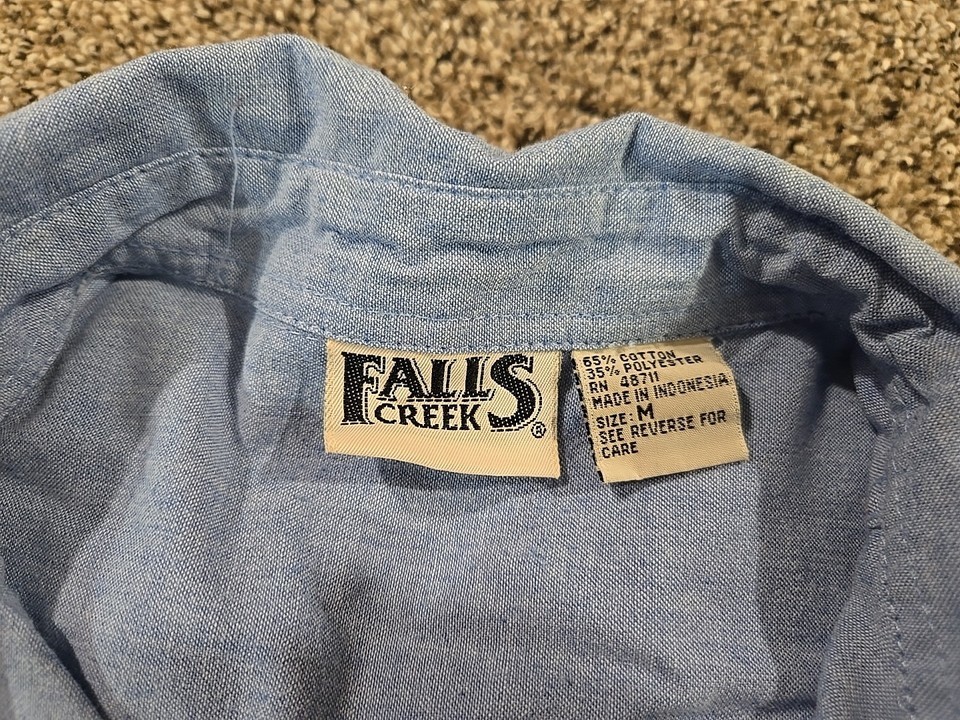 FALLS
CREEK
®
65% COTTON
35% POLYESTER
RN 48711
MADE IN INDONESIA
SIZE: M
SEE REVERSE FOR
CARE